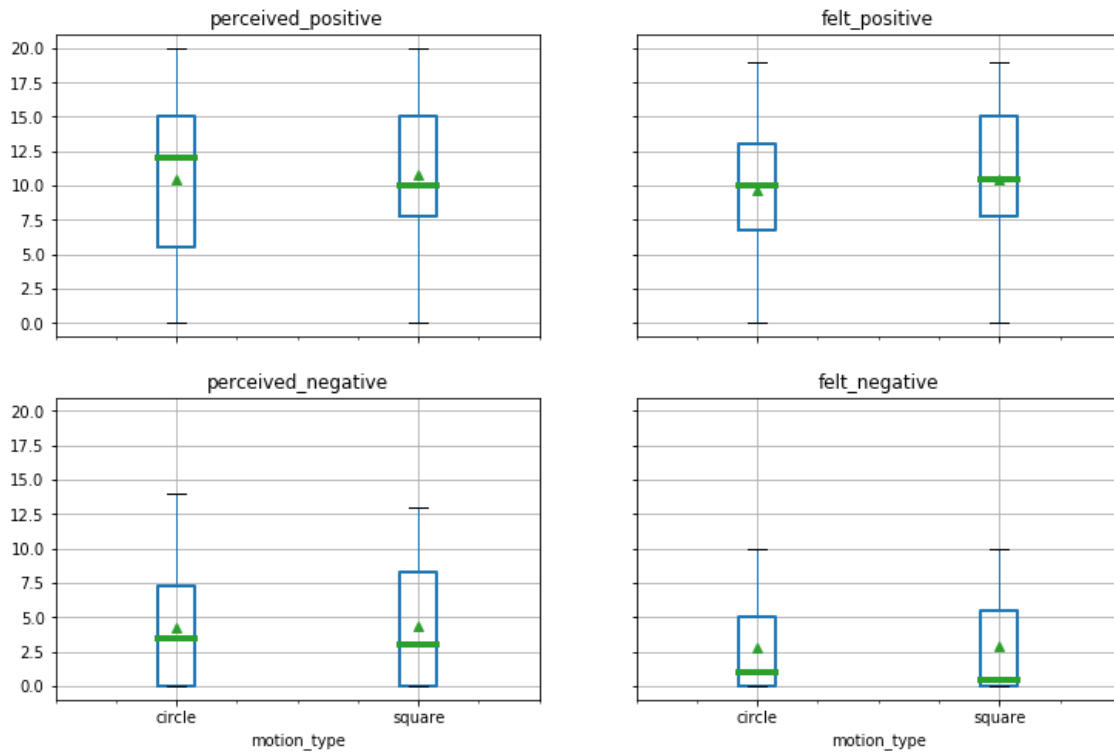 perceived_positive
felt_positive
20.0
17.5
15.0
12.5
10.0
7.5
5.0
2.5
0.0
perceived_negative
felt_negative
20.0
17.5
15.0
12.5
10.0
7.5
5.0
2.5
0.0
circle square
motion_type
circle square
motion_type